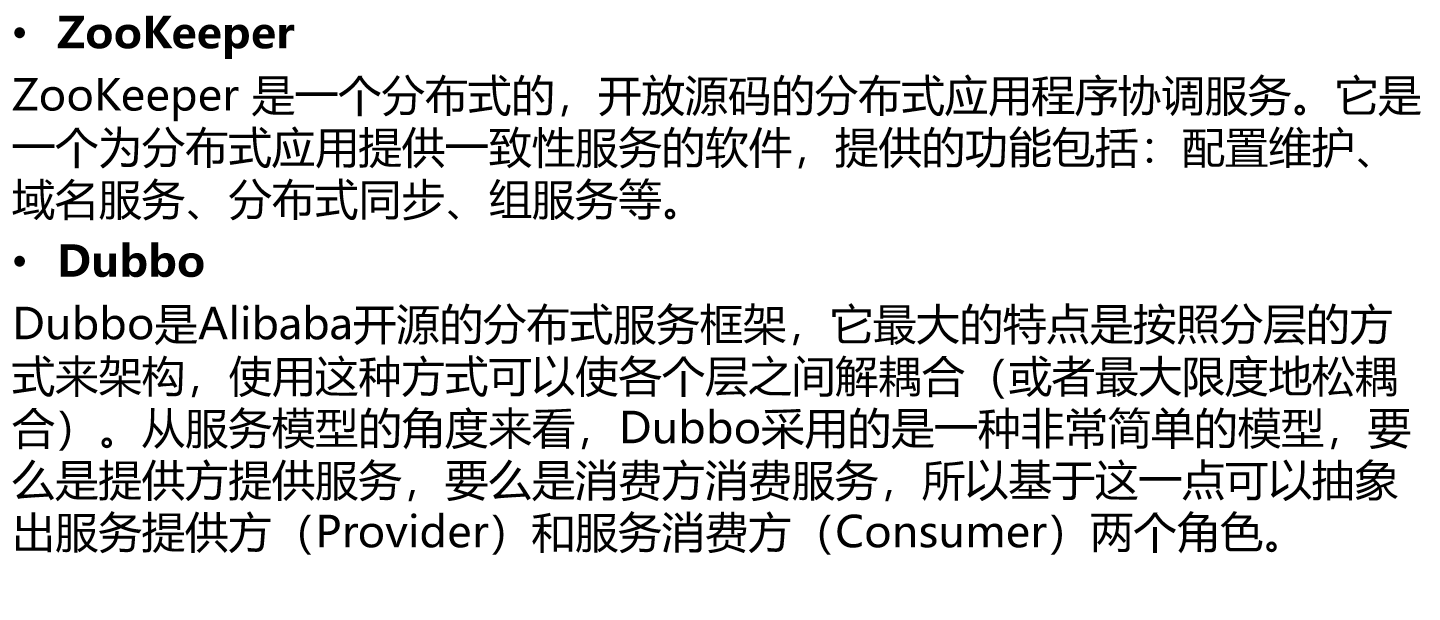 • ZooKeeper
ZooKeeper 是一个分布式的，开放源码的分布式应用程序协调服务。它是
一个为分布式应用提供一致性服务的软件，提供的功能包括：配置维护、
域名服务、分布式同步、组服务等。
• Dubbo
Dubbo是Alibaba开源的分布式服务框架，它最大的特点是按照分层的方
式来架构，使用这种方式可以使各个层之间解耦合（或者最大限度地松耦
合）。从服务模型的角度来看，Dubbo采用的是一种非常简单的模型，要
么是提供方提供服务，要么是消费方消费服务，所以基于这一点可以抽象
出服务提供方（Provider）和服务消费方（Consumer）两个角色。